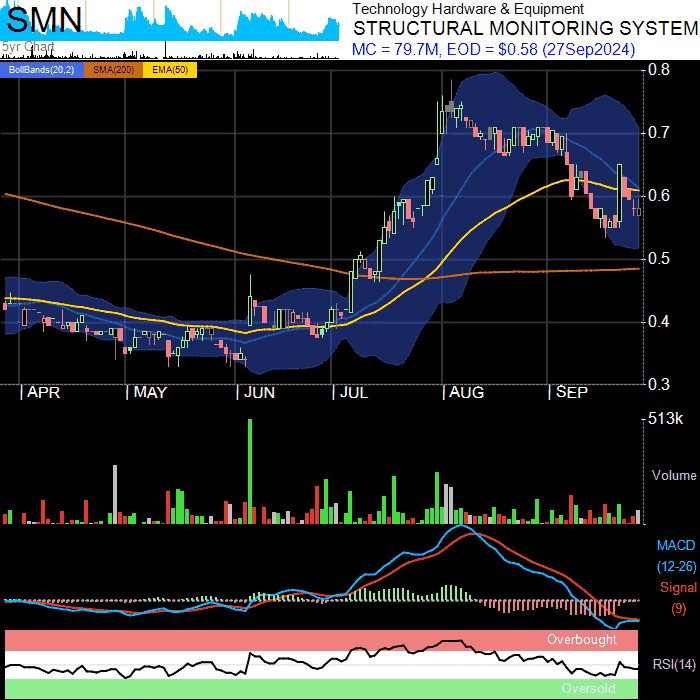 SMN
Technology Hardware & Equipment
STRUCTURAL MONITORING SYSTEM
MC = 79.7M, EOD = $0.58 (27Sep2024)
5yr Chart
BollBands(20,2) SMA(200) EMA(50)
0.8
0.7
0.6
0.5
0.4
0.3
APR MAY JUN JUL AUG SEP
513k
Volume
MACD
(12-26)
Signal
(9)
Overbought
RSI(14)
Oversold